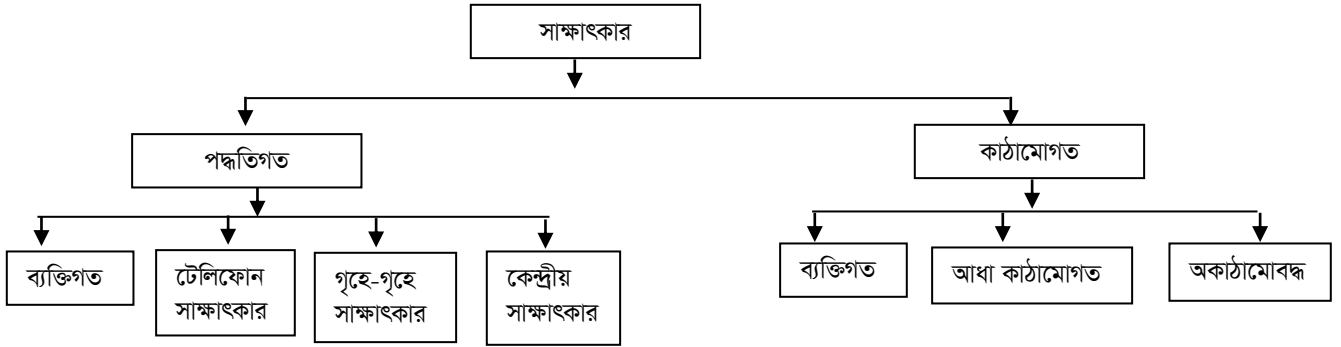 সাক্ষাৎকার
পদ্ধতিগত
কাঠামোগত
ব্যক্তিগত
টেলিফোন
সাক্ষাৎকার
গৃহে-গৃহে
সাক্ষাৎকার
কেন্দ্রীয়
সাক্ষাৎকার
ব্যক্তিগত
আধা কাঠামোগত
অকাঠামোবদ্ধ